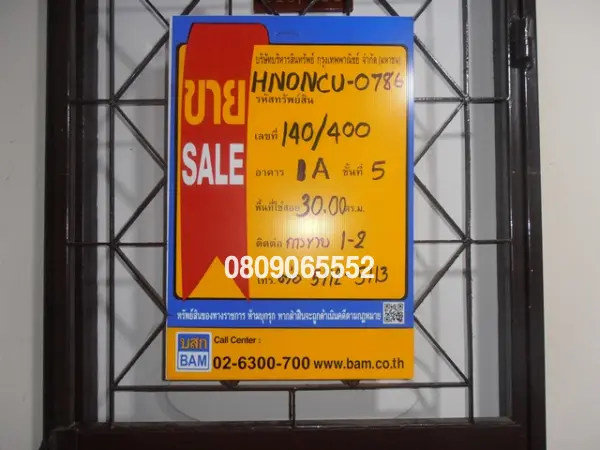 บริษัทบริหารสินทรัพย์ กรุงเทพพาณิชย์ จำกัด (มหาชน)
ขาย
SALE
HNONCU-0786
รหัสทรัพย์สิน
เลขที่ 140/400
อาคาร 1A ชั้นที่ 5
พื้นที่ใช้สอย 30.00 ตร.ม.
ติดต่อ การขาย 1-2
0809065552
โทร. 5712 5713
ทรัพย์สินของทางราชการ ห้ามบุกรุก หากฝ่าฝืนจะถูกดำเนินคดีตามกฎหมาย
บสก
BAM
Call Center :
02-6300-700 www.bam.co.th